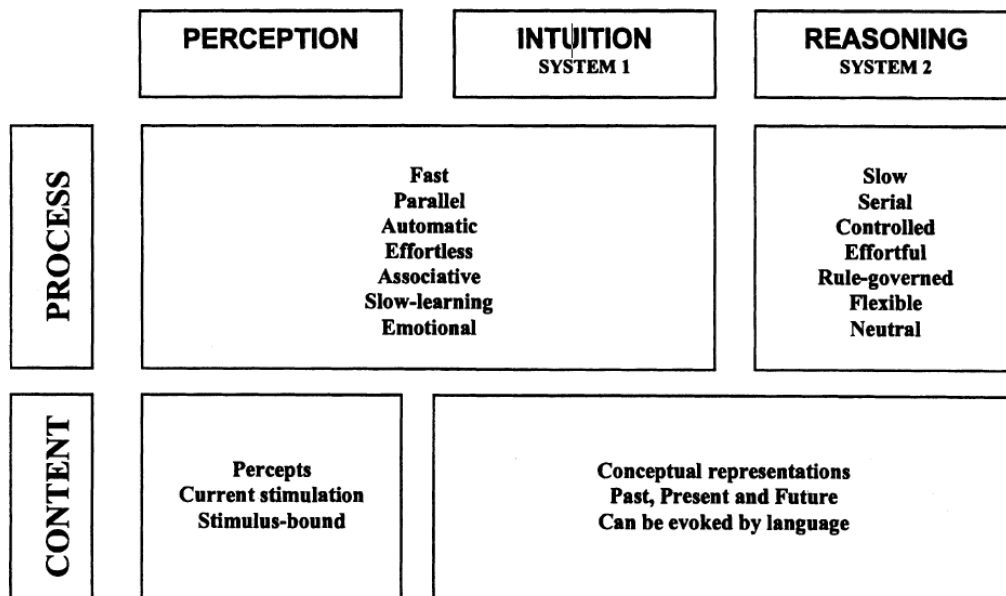 PERCEPTION
INTUITION
SYSTEM 1
REASONING
SYSTEM 2
PROCESS
Fast
Parallel
Automatic
Effortless
Associative
Slow-learning
Emotional
Slow
Serial
Controlled
Effortful
Rule-governed
Flexible
Neutral
CONTENT
Percepts
Current stimulation
Stimulus-bound
Conceptual representations
Past, Present and Future
Can be evoked by language